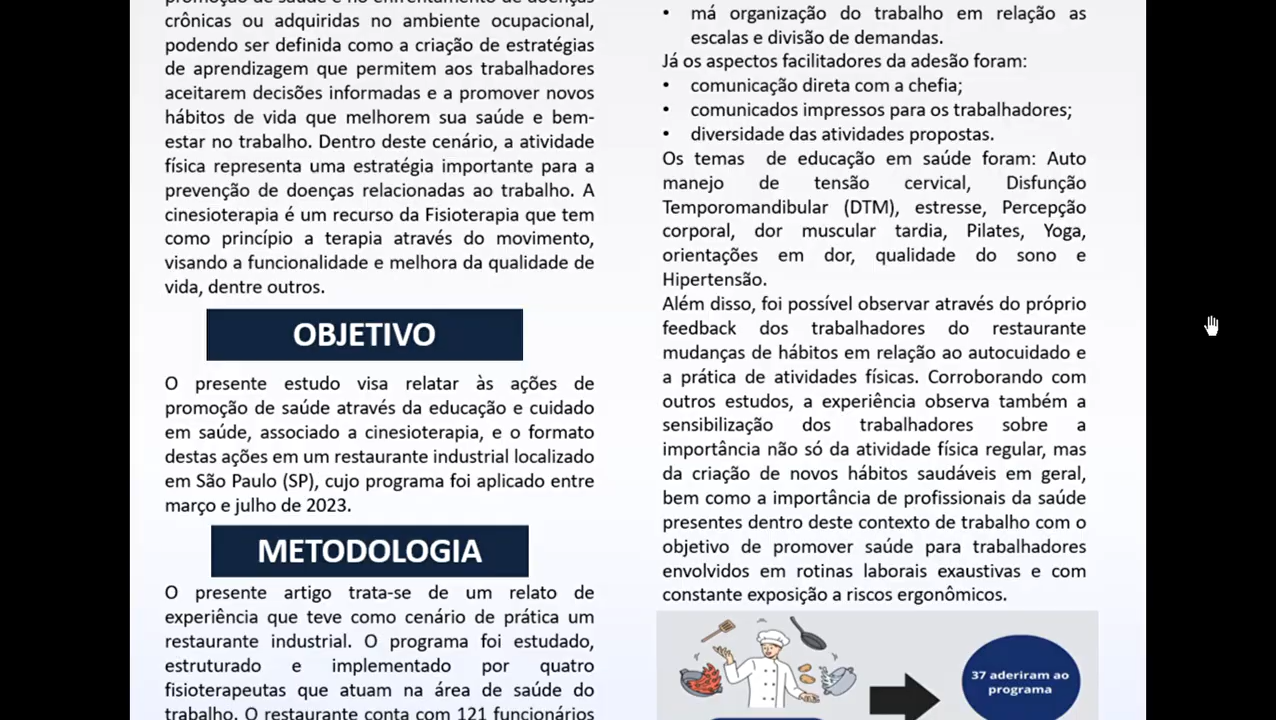 promoção de saúde e no enfrentamento de doenças
crônicas ou adquiridas no ambiente ocupacional,
podendo ser definida como a criação de estratégias
de aprendizagem que permitem aos trabalhadores
aceitarem decisões informadas e a promover novos
hábitos de vida que melhorem sua saúde e bem-
estar no trabalho. Dentro deste cenário, a atividade
física representa uma estratégia importante para a
prevenção de doenças relacionadas ao trabalho. A
cinesioterapia é um recurso da Fisioterapia que tem
como princípio a terapia através do movimento,
visando a funcionalidade e melhora da qualidade de
vida, dentre outros.
OBJETIVO
O presente estudo visa relatar às ações de
promoção de saúde através da educação e cuidado
em saúde, associado a cinesioterapia, e o formato
destas ações em um restaurante industrial localizado
em São Paulo (SP), cujo programa foi aplicado entre
março e julho de 2023.
METODOLOGIA
O presente artigo trata-se de um relato de
experiência que teve como cenário de prática um
restaurante industrial. O programa foi estudado,
estruturado e implementado por quatro
fisioterapeutas que atuam na área de saúde do
trabalho. O restaurante conta com 121 funcionários
• má organização do trabalho em relação as
escalas e divisão de demandas.
Já os aspectos facilitadores da adesão foram:
• comunicação direta com a chefia;
• comunicados impressos para os trabalhadores;
• diversidade das atividades propostas.
Os temas de educação em saúde foram: Auto
manejo de tensão cervical, Disfunção
Temporomandibular (DTM), estresse, Percepção
corporal, dor muscular tardia, Pilates, Yoga,
orientações em dor, qualidade do sono e
Hipertensão.
Além disso, foi possível observar através do próprio
feedback dos trabalhadores do restaurante
mudanças de hábitos em relação ao autocuidado e
a prática de atividades físicas. Corroborando com
outros estudos, a experiência observa também a
sensibilização dos trabalhadores sobre a
importância não só da atividade física regular, mas
da criação de novos hábitos saudáveis em geral,
bem como a importância de profissionais da saúde
presentes dentro deste contexto de trabalho com o
objetivo de promover saúde para trabalhadores
envolvidos em rotinas laborais exaustivas e com
constante exposição a riscos ergonômicos.
37 aderiram ao
programa